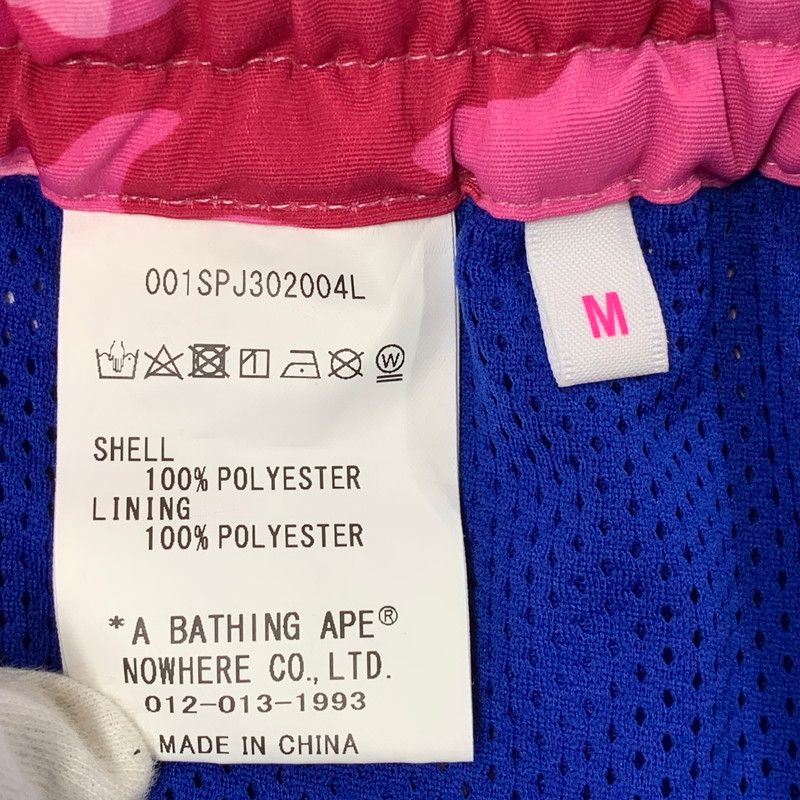 001SPJ302004L
M
W
SHELL
100% POLYESTER
LINING
100% POLYESTER
*A BATHING APE®
NOWHERE CO., LTD.
012-013-1993
MADE IN CHINA